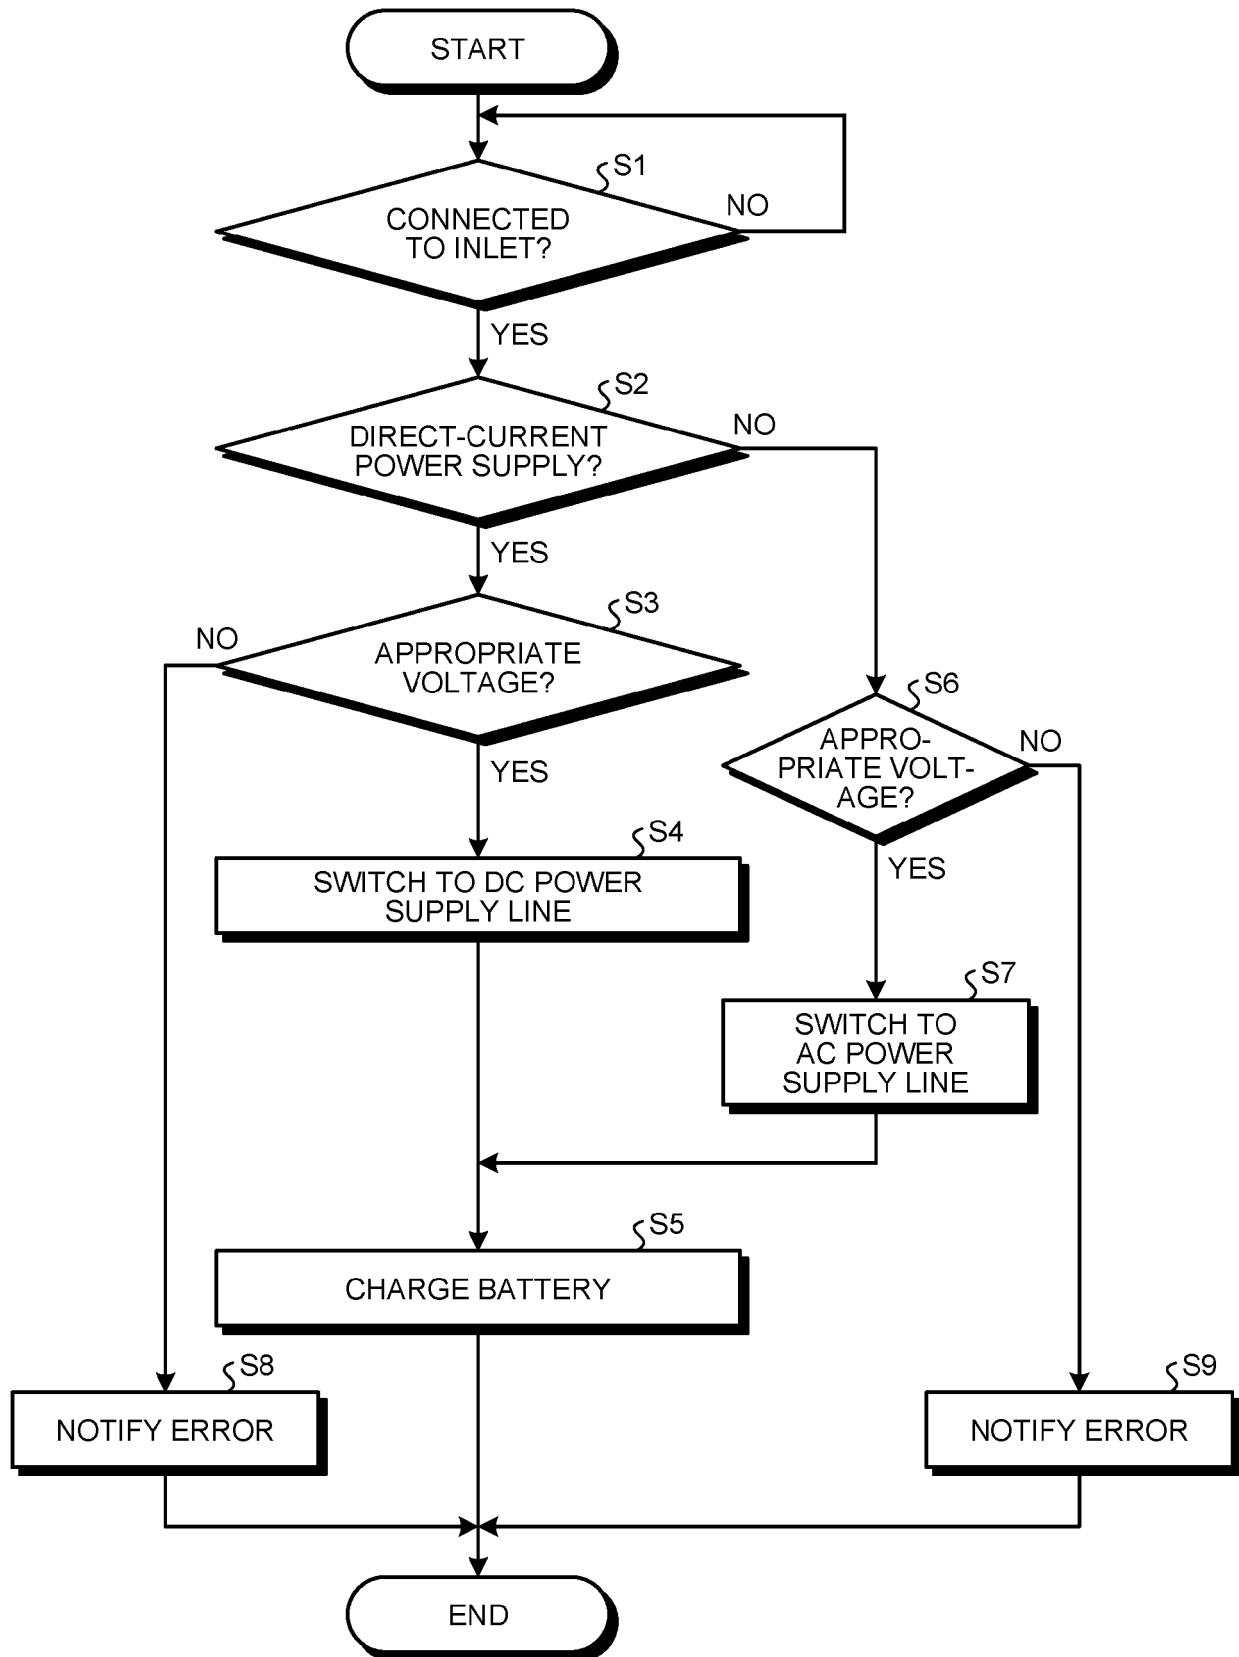 START
S1
CONNECTED
TO INLET?
NO
YES
S2
DIRECT-CURRENT
POWER SUPPLY?
NO
YES
S3
NO
APPROPRIATE
VOLTAGE?
YES
S6
APPRO-
PRIATE VOLT-
AGE?
NO
YES
S4
SWITCH TO DC POWER
SUPPLY LINE
S7
SWITCH TO
AC POWER
SUPPLY LINE
S5
CHARGE BATTERY
S8
NOTIFY ERROR
S9
NOTIFY ERROR
END